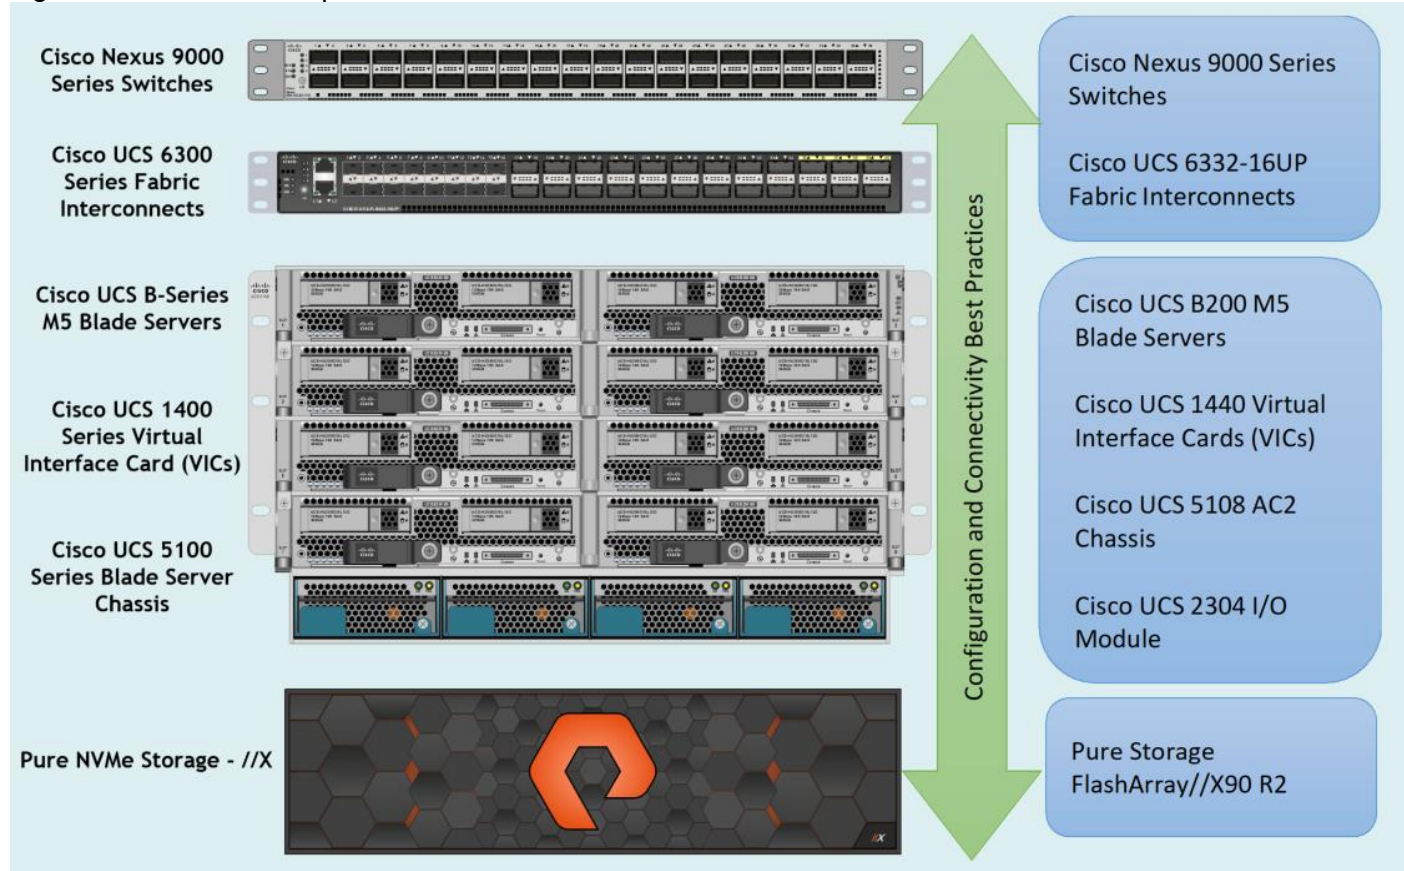 Cisco Nexus 9000
Series Switches
Cisco UCS 6300
Series Fabric
Interconnects
Cisco UCS B-Series
M5 Blade Servers
Cisco UCS 1400
Series Virtual
Interface Card (VICs)
Cisco UCS 5100
Series Blade Server
Chassis
Pure NVMe Storage - //X
//X
Configuration and Connectivity Best Practices
Cisco Nexus 9000 Series
Switches
Cisco UCS 6332-16UP
Fabric Interconnects
Cisco UCS B200 M5
Blade Servers
Cisco UCS 1440 Virtual
Interface Cards (VICs)
Cisco UCS 5108 AC2
Chassis
Cisco UCS 2304 I/O
Module
Pure Storage
FlashArray//X90 R2